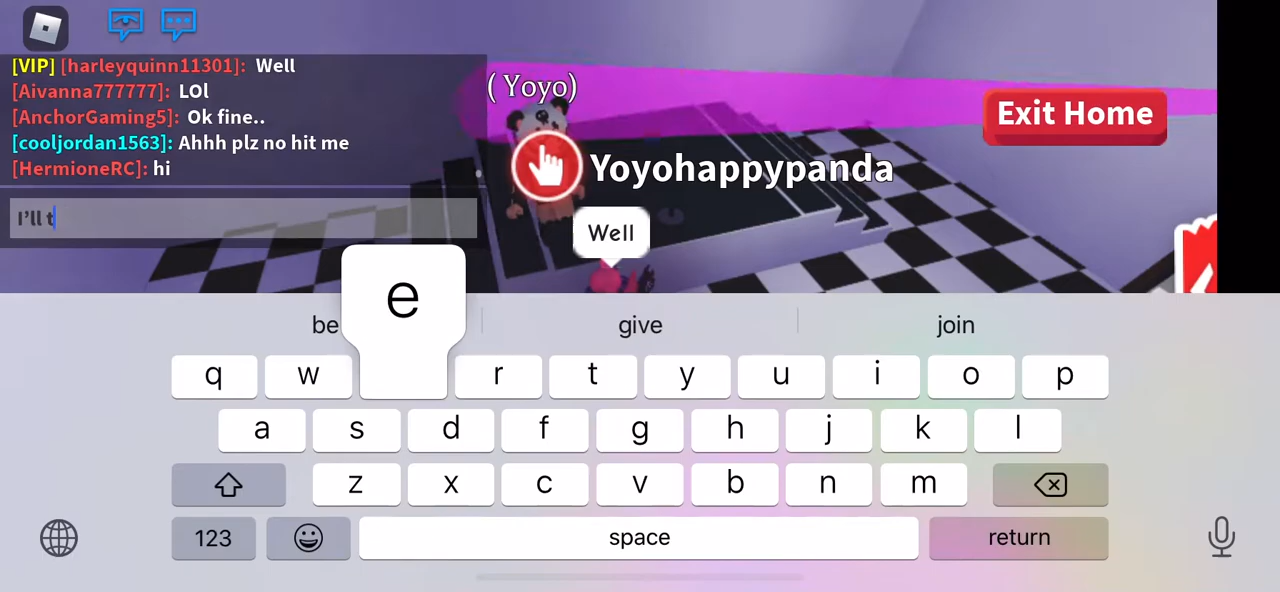 [VIP] [harleyquinn11301]: Well
[Aivanna777777]: LOl
[AnchorGaming5]: Ok fine..
[cooljordan1563]: Ahhh plz no hit me
[HermioneRC]: hi
I'll t
( Yoyo)
Yoyohappypanda
Well
Exit Home
be
give
join
e
q w r t y u i o p
a s d f g h j k l
z x c v b n m
123
space
return